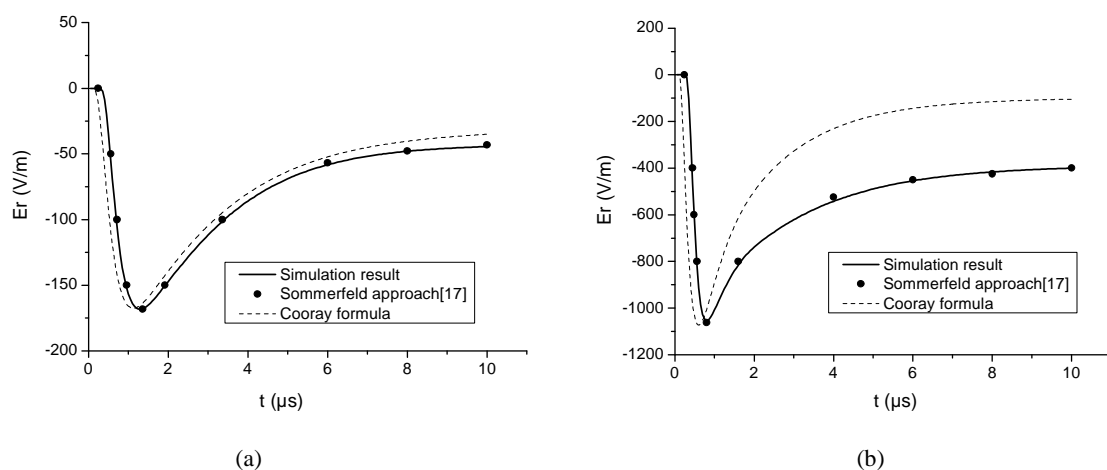 50
0
-50
-100
-150
-200
Er (V/m)
0 2 4 6 8 10
t (µs)
Simulation result
Sommerfeld approach[17]
Cooray formula
(a)
200
0
-200
-400
-600
-800
-1000
-1200
Er (V/m)
0 2 4 6 8 10
t (µs)
Simulation result
Sommerfeld approach[17]
Cooray formula
(b)